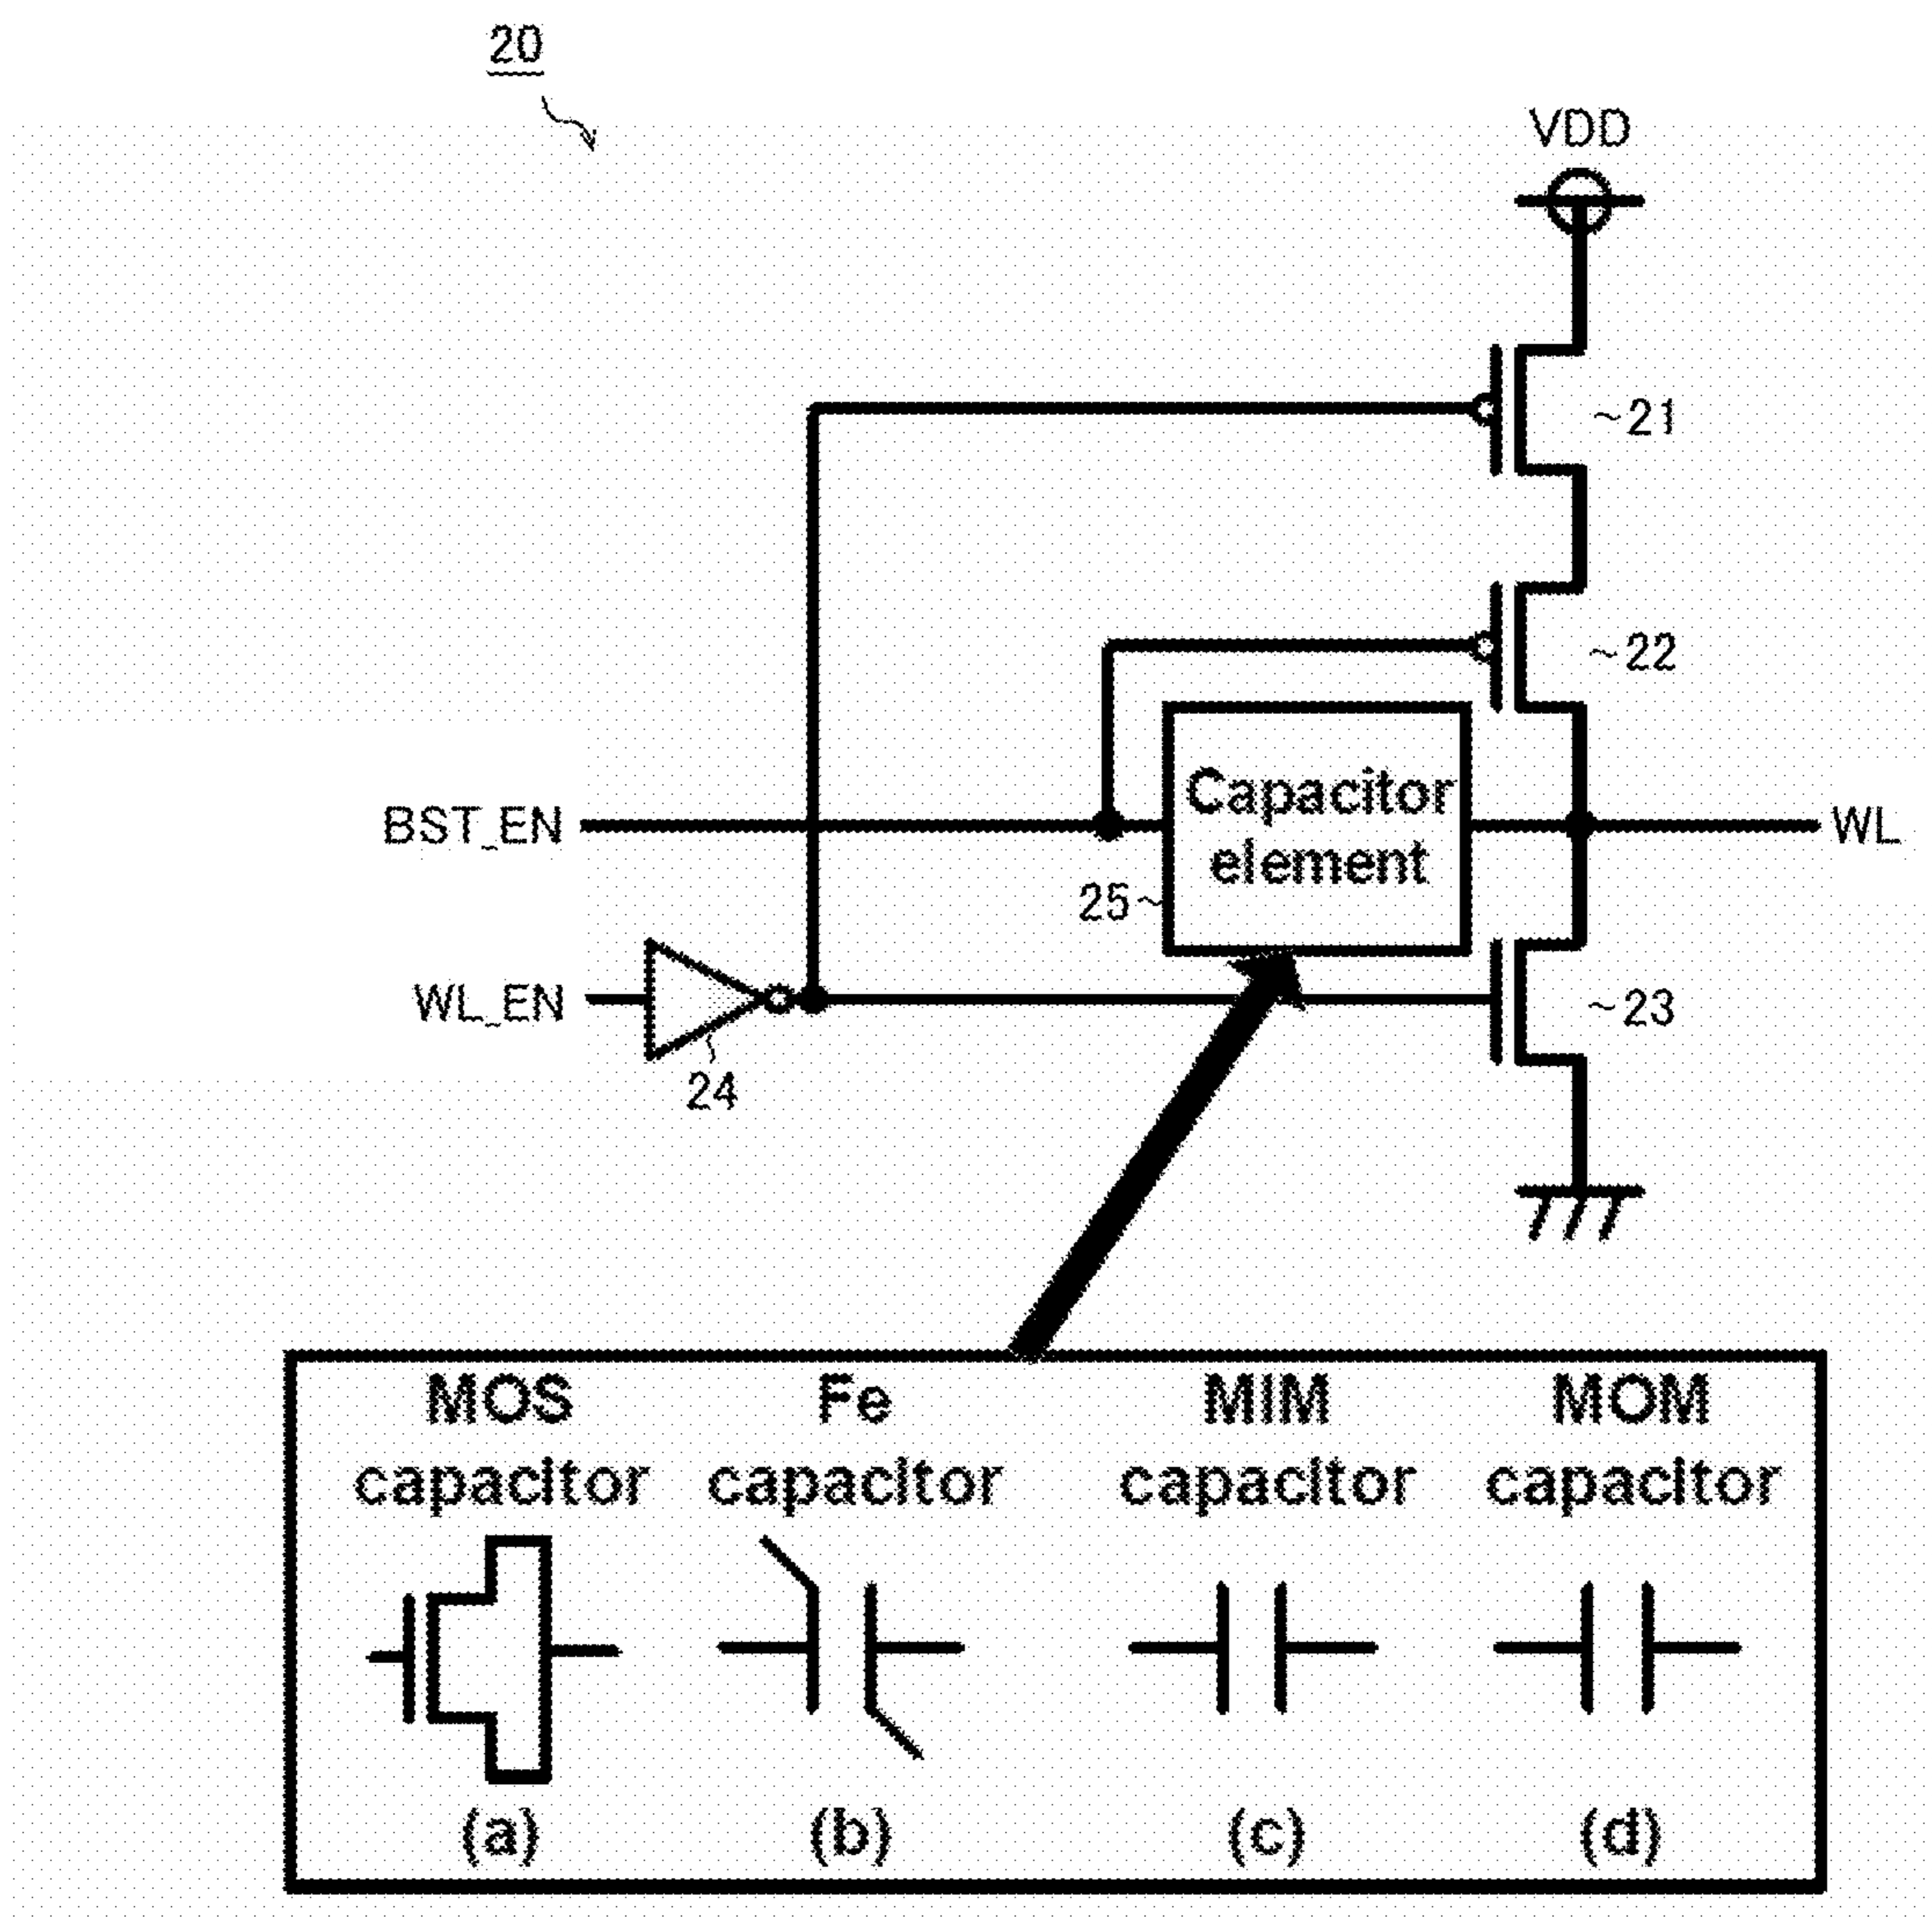 20
VDD
~21
~22
Capacitor
element
BST_EN
WL
25~
WL_EN
~23
24
MOS
capacitor
Fe
capacitor
MIM
capacitor
MOM
capacitor
(a)
(b)
(c)
(d)